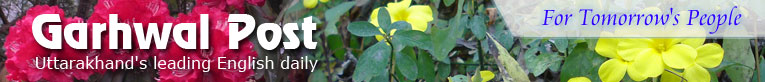 Garhwal Post
Uttarakhand's leading English daily
For Tomorrow's People